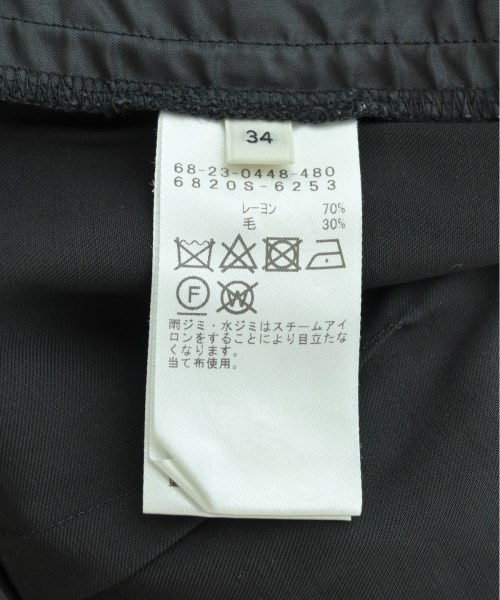 34
68-23-0448-480
6820S-6253
レーヨン 70%
毛 30%
F W
雨ジミ・水ジミはスチームアイ
ロンをすることにより目立たな
くなります。
当て布使用。